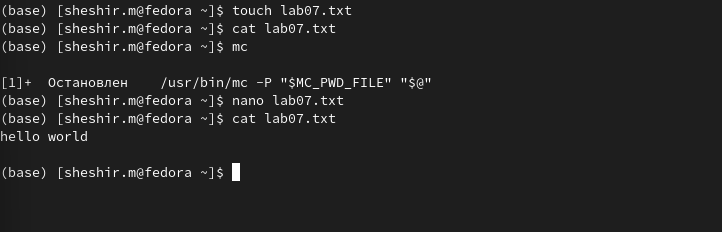 (base) [sheshir.m@fedora ~]$ touch lab07.txt
(base) [sheshir.m@fedora ~]$ cat lab07.txt
(base) [sheshir.m@fedora ~]$ mc
[1]+  Остановлен    /usr/bin/mc -P "$MC_PWD_FILE" "$@"
(base) [sheshir.m@fedora ~]$ nano lab07.txt
(base) [sheshir.m@fedora ~]$ cat lab07.txt
hello world
(base) [sheshir.m@fedora ~]$